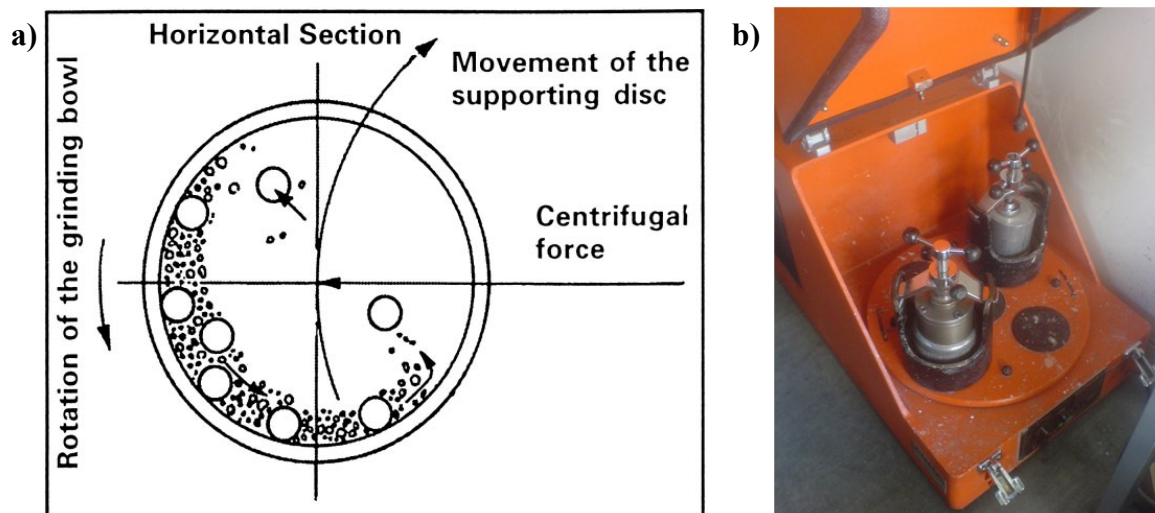 a)
Horizontal Section
Movement of the
supporting disc
Rotation of the grinding bowl
Centrifugal
force
b)